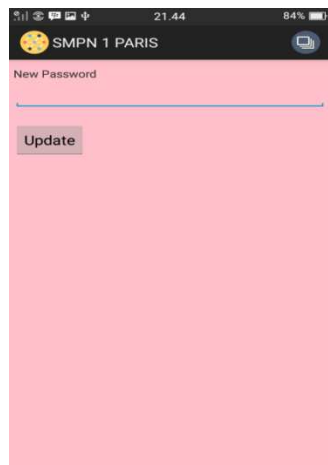 21.44
84%
SMPN 1 PARIS
New Password
Update